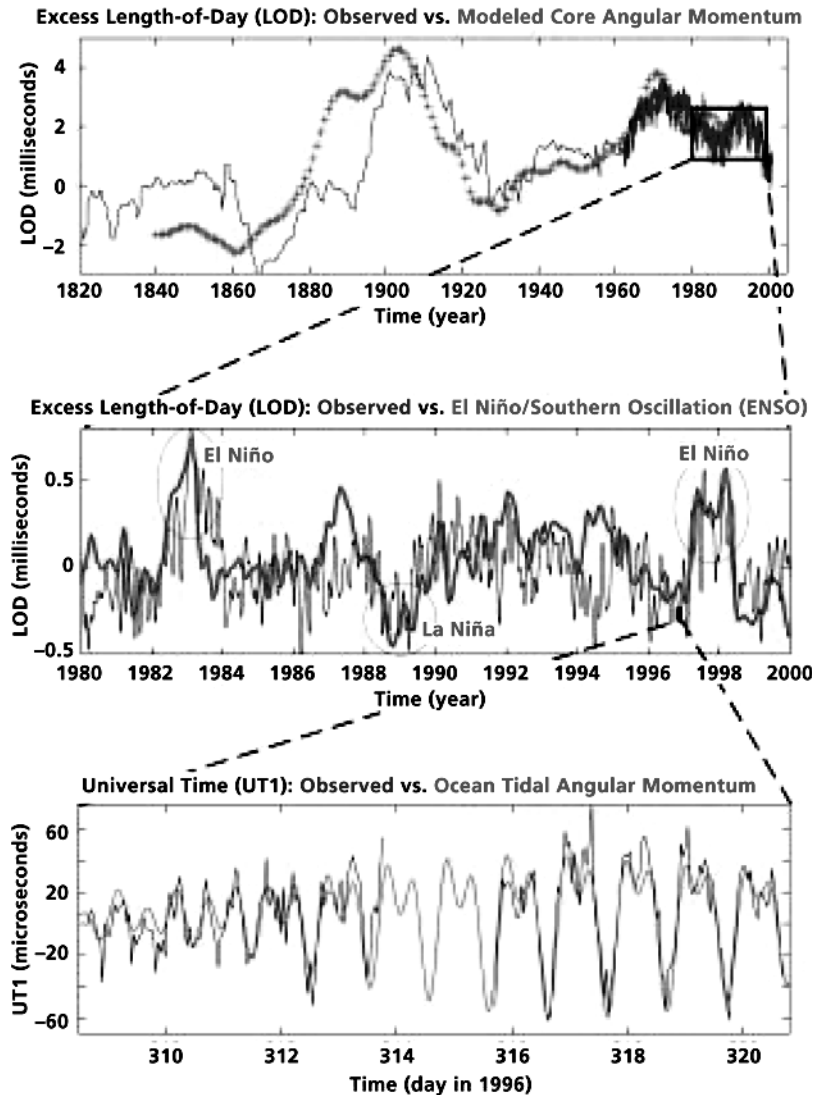 Excess Length-of-Day (LOD): Observed vs. Modeled Core Angular Momentum
4
2
0
−2
LOD (milliseconds)
1820 1840 1860 1880 1900 1920 1940 1960 1980 2000
Time (year)
Excess Length-of-Day (LOD): Observed vs. El Niño/Southern Oscillation (ENSO)
El Niño
El Niño
La Niña
0.5
0
−0.5
LOD (milliseconds)
1980 1982 1984 1986 1988 1990 1992 1994 1996 1998 2000
Time (year)
Universal Time (UT1): Observed vs. Ocean Tidal Angular Momentum
60
20
−20
−60
UT1 (microseconds)
310 312 314 316 318 320
Time (day in 1996)